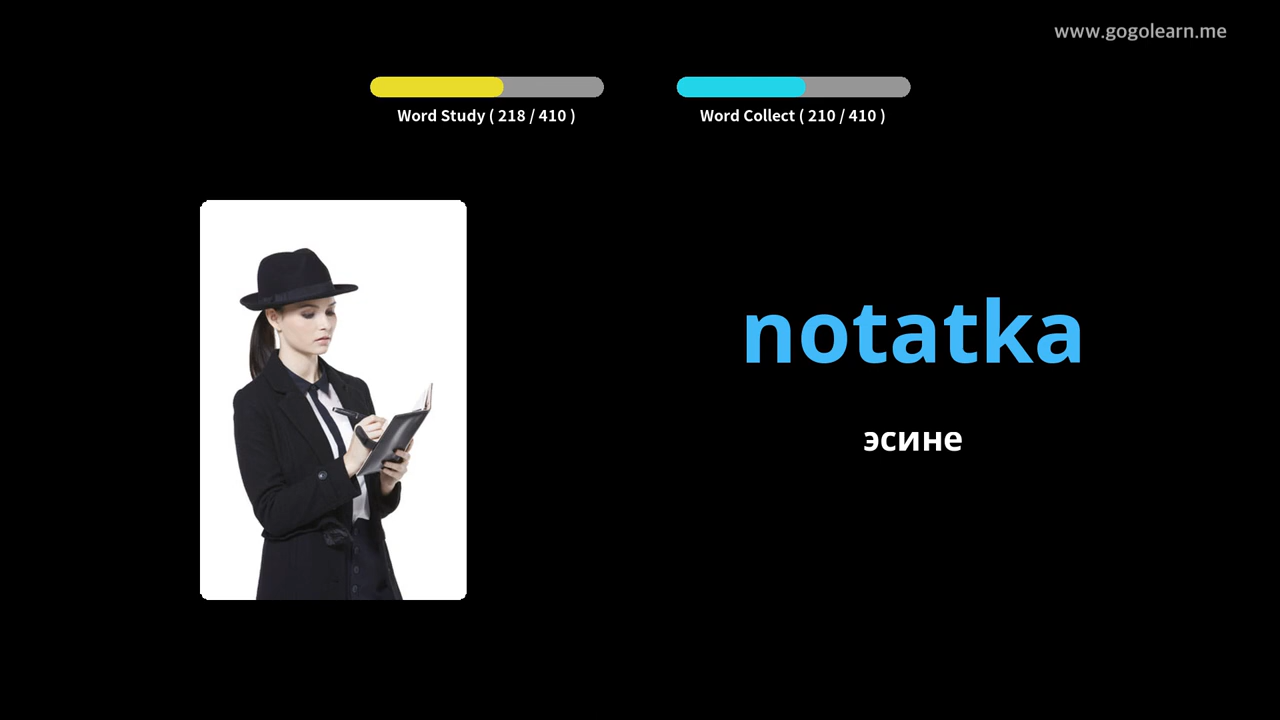 www.gogolearn.me
Word Study ( 218 / 410 )
Word Collect ( 210 / 410 )
notatka
эсине